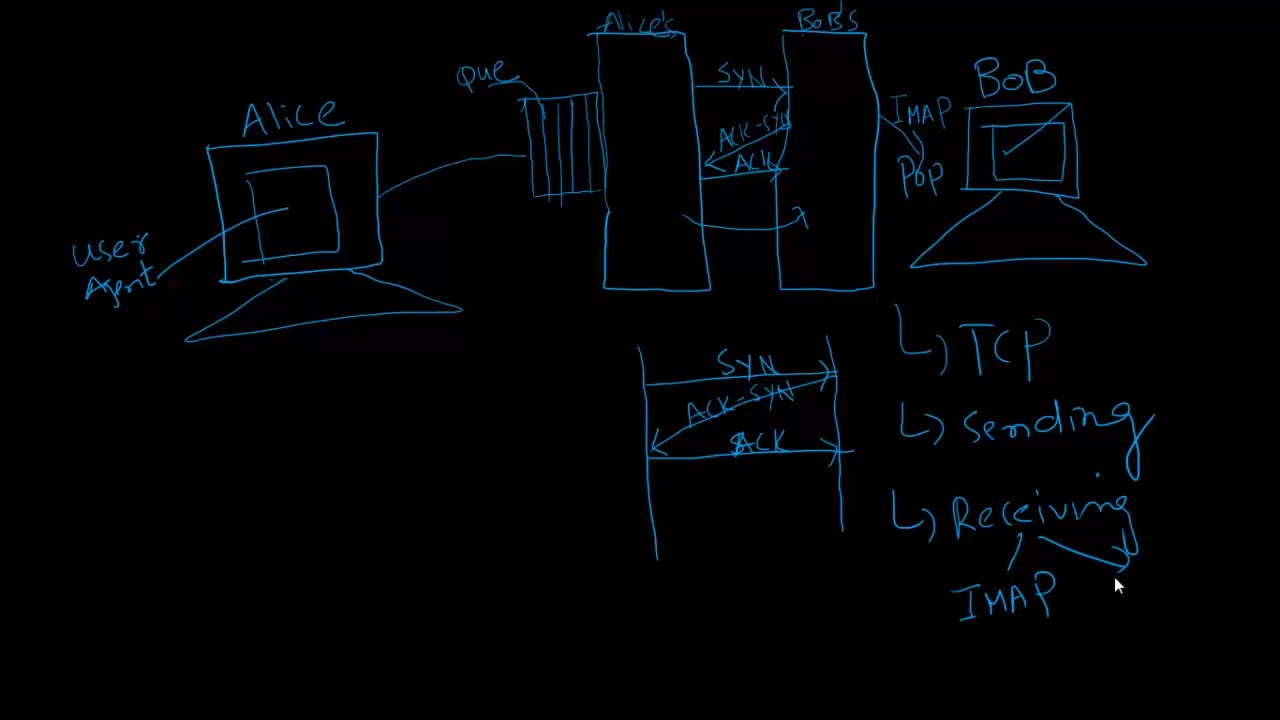 Alice's
BoB's
Que
SYN
BoB
Alice
IMAP
ACK-SYN
ACK
Pop
user
Agent
TCP
SYN
ACK-SYN
ACK
Sending
Receiving
IMAP